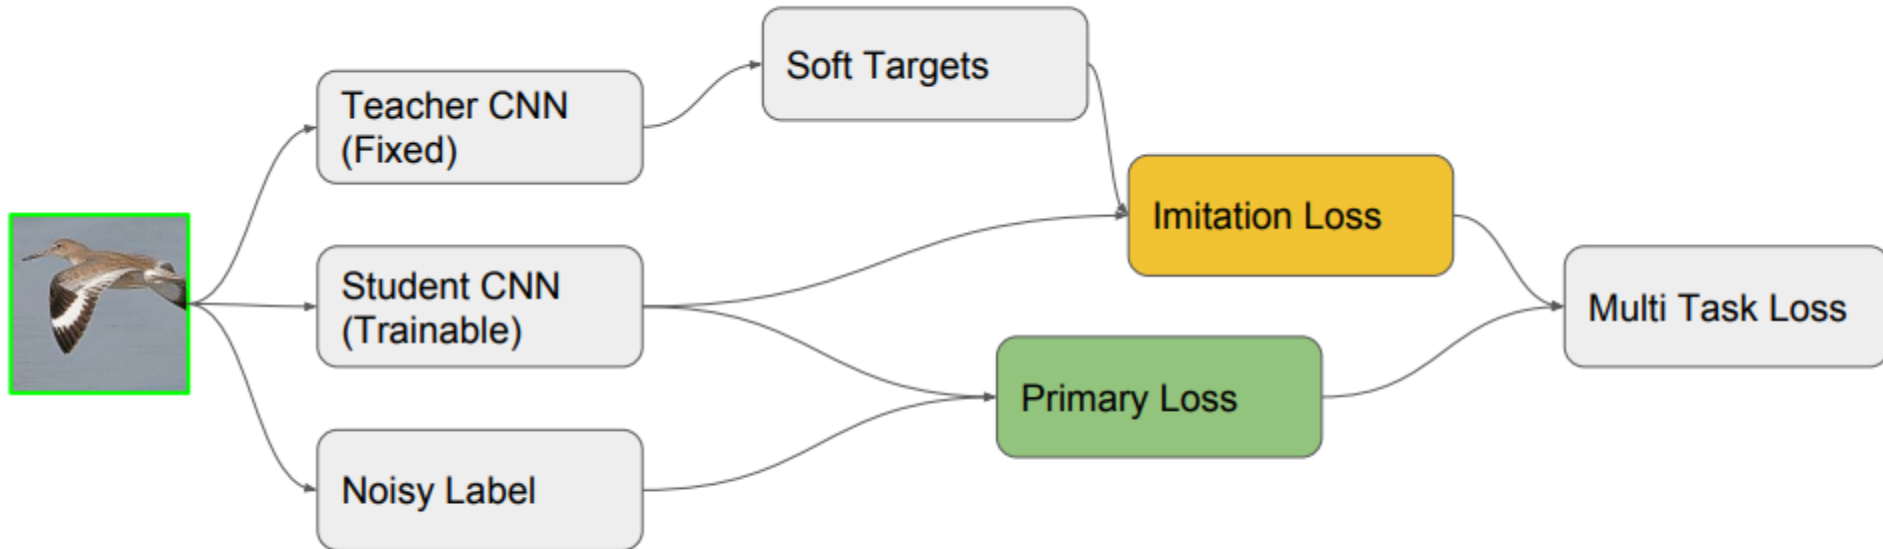 Soft Targets
Teacher CNN
(Fixed)
Imitation Loss
Student CNN
(Trainable)
Multi Task Loss
Primary Loss
Noisy Label